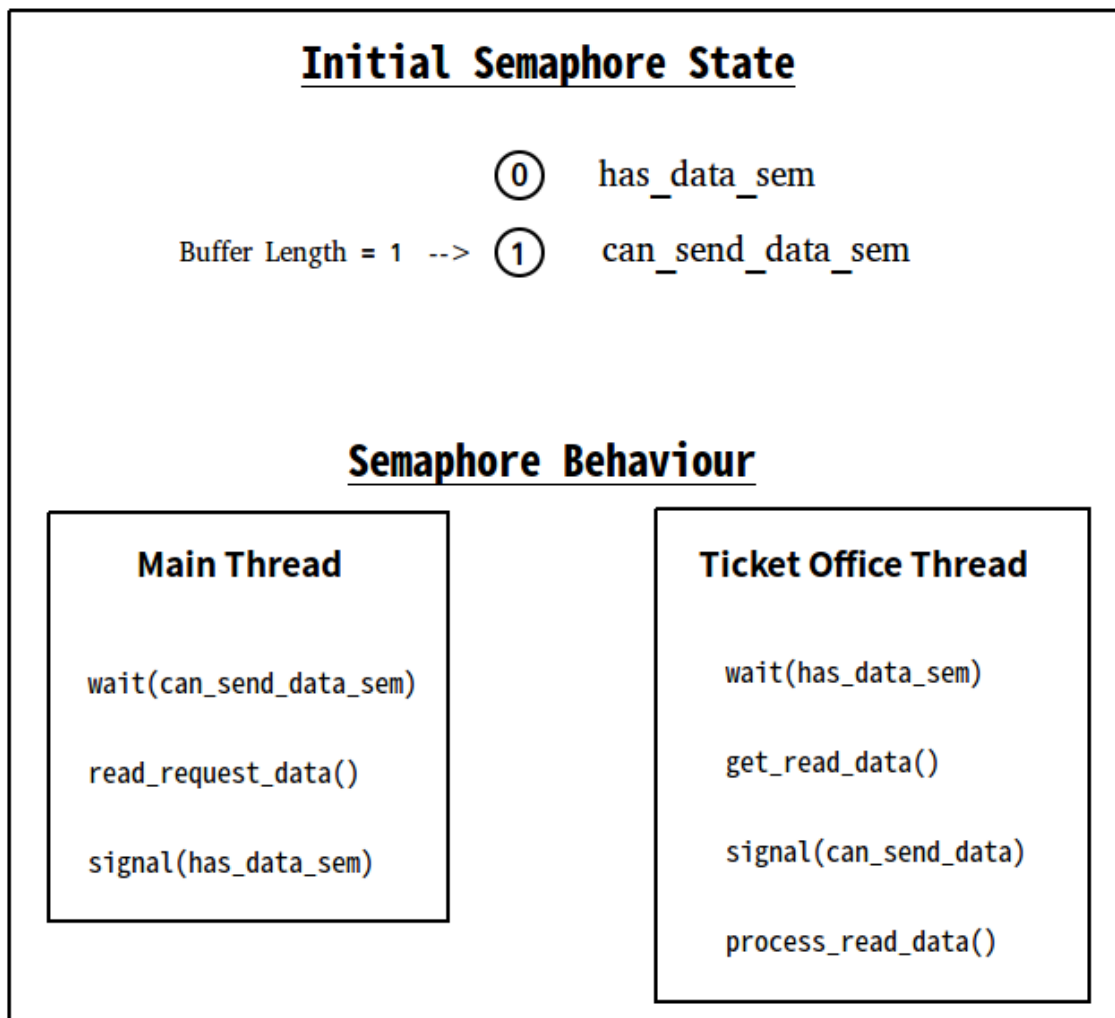 Initial Semaphore State
0 has_data_sem
Buffer Length = 1 --> 1 can_send_data_sem
Semaphore Behaviour
Main Thread
wait(can_send_data_sem)
read_request_data()
signal(has_data_sem)
Ticket Office Thread
wait(has_data_sem)
get_read_data()
signal(can_send_data)
process_read_data()